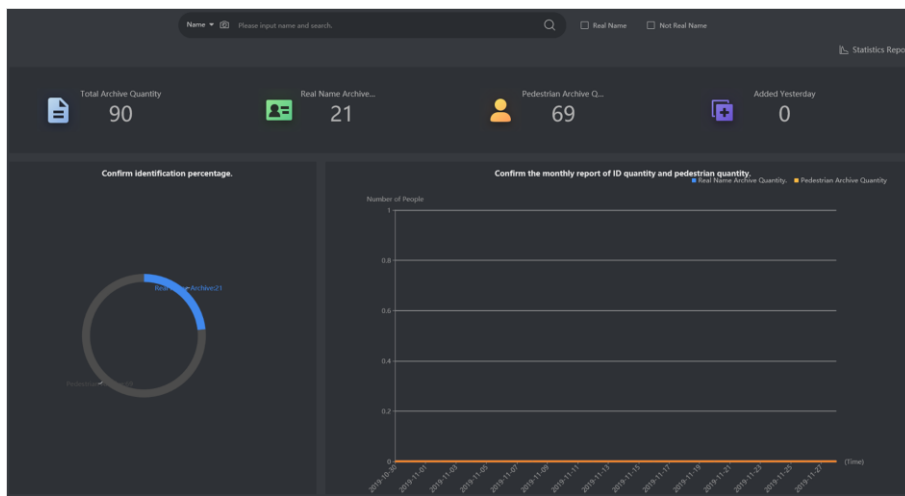 Name
Please input name and search.
Real Name
Not Real Name
Statistics Repo
Total Archive Quantity
90
Real Name Archive...
21
Pedestrian Archive Q...
69
Added Yesterday
0
Confirm identification percentage.
Real Archive:21
Confirm the monthly report of ID quantity and pedestrian quantity.
Real Name Archive Quantity.
Pedestrian Archive Quantity
Number of People
1
0.8
0.6
0.4
0.2
0
(Time)
2019-10-30
2019-11-01
2019-11-03
2019-11-05
2019-11-07
2019-11-09
2019-11-11
2019-11-13
2019-11-15
2019-11-17
2019-11-19
2019-11-21
2019-11-23
2019-11-25
2019-11-27